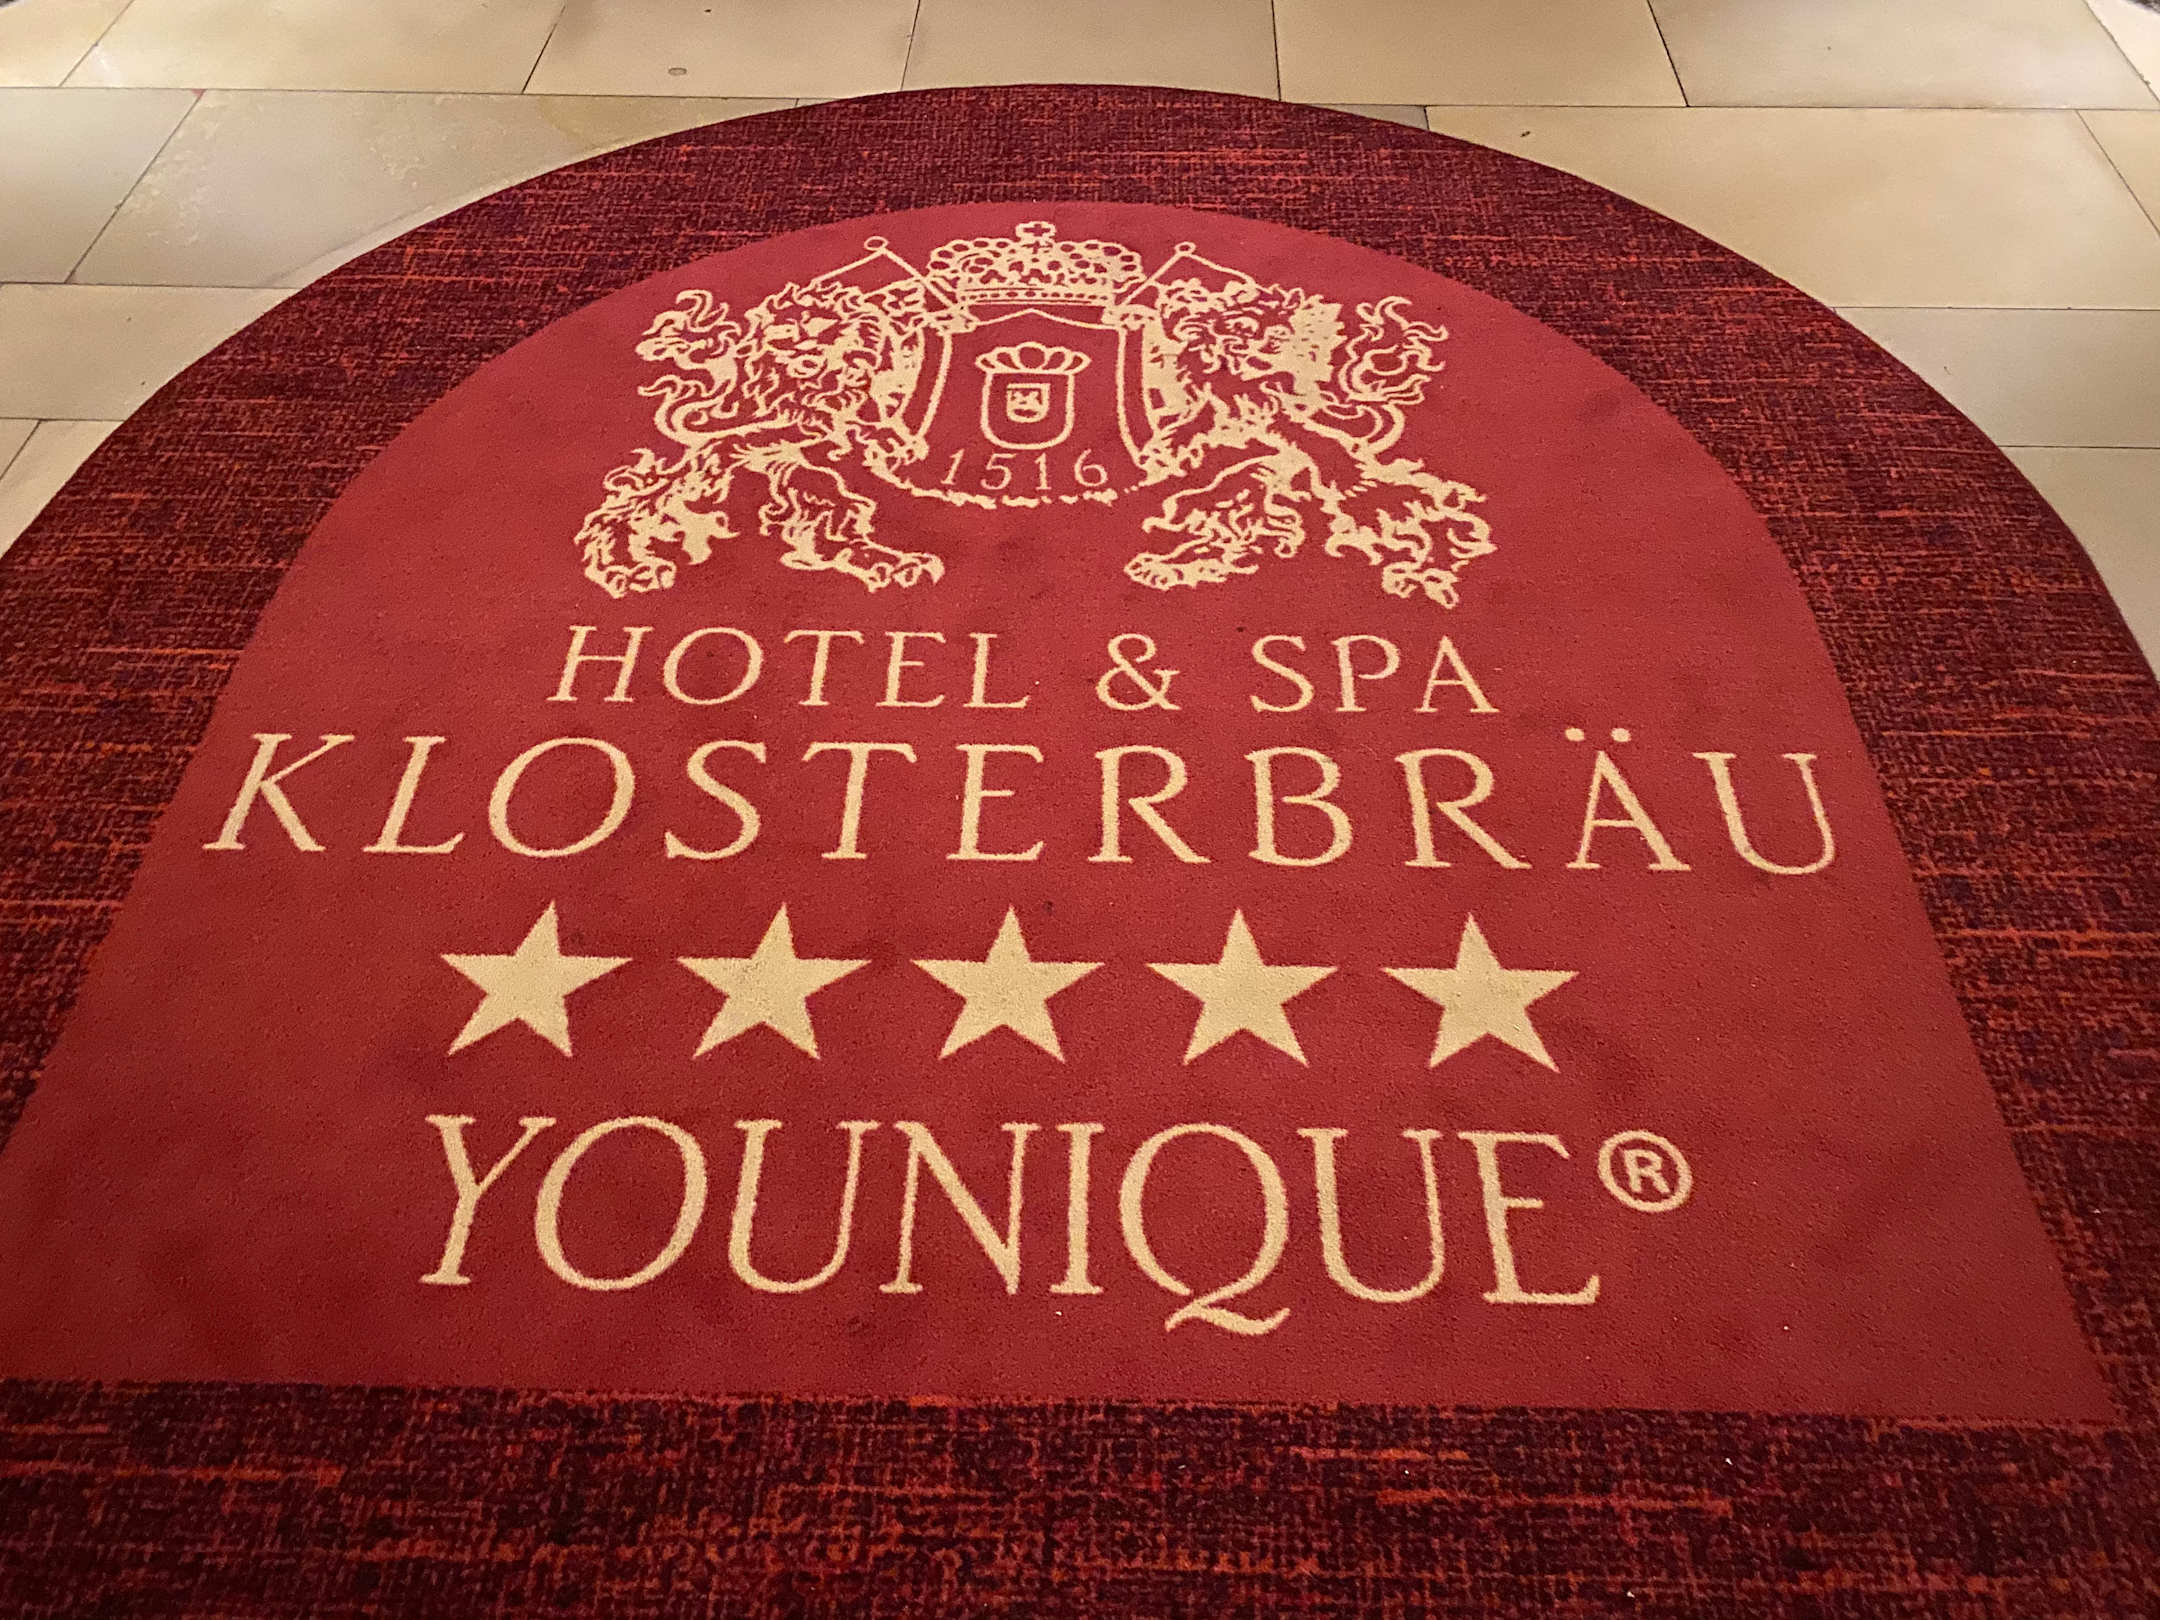 1516
HOTEL & SPA
KLOSTERBRÄU
★★★★★
YOUNIQUE®